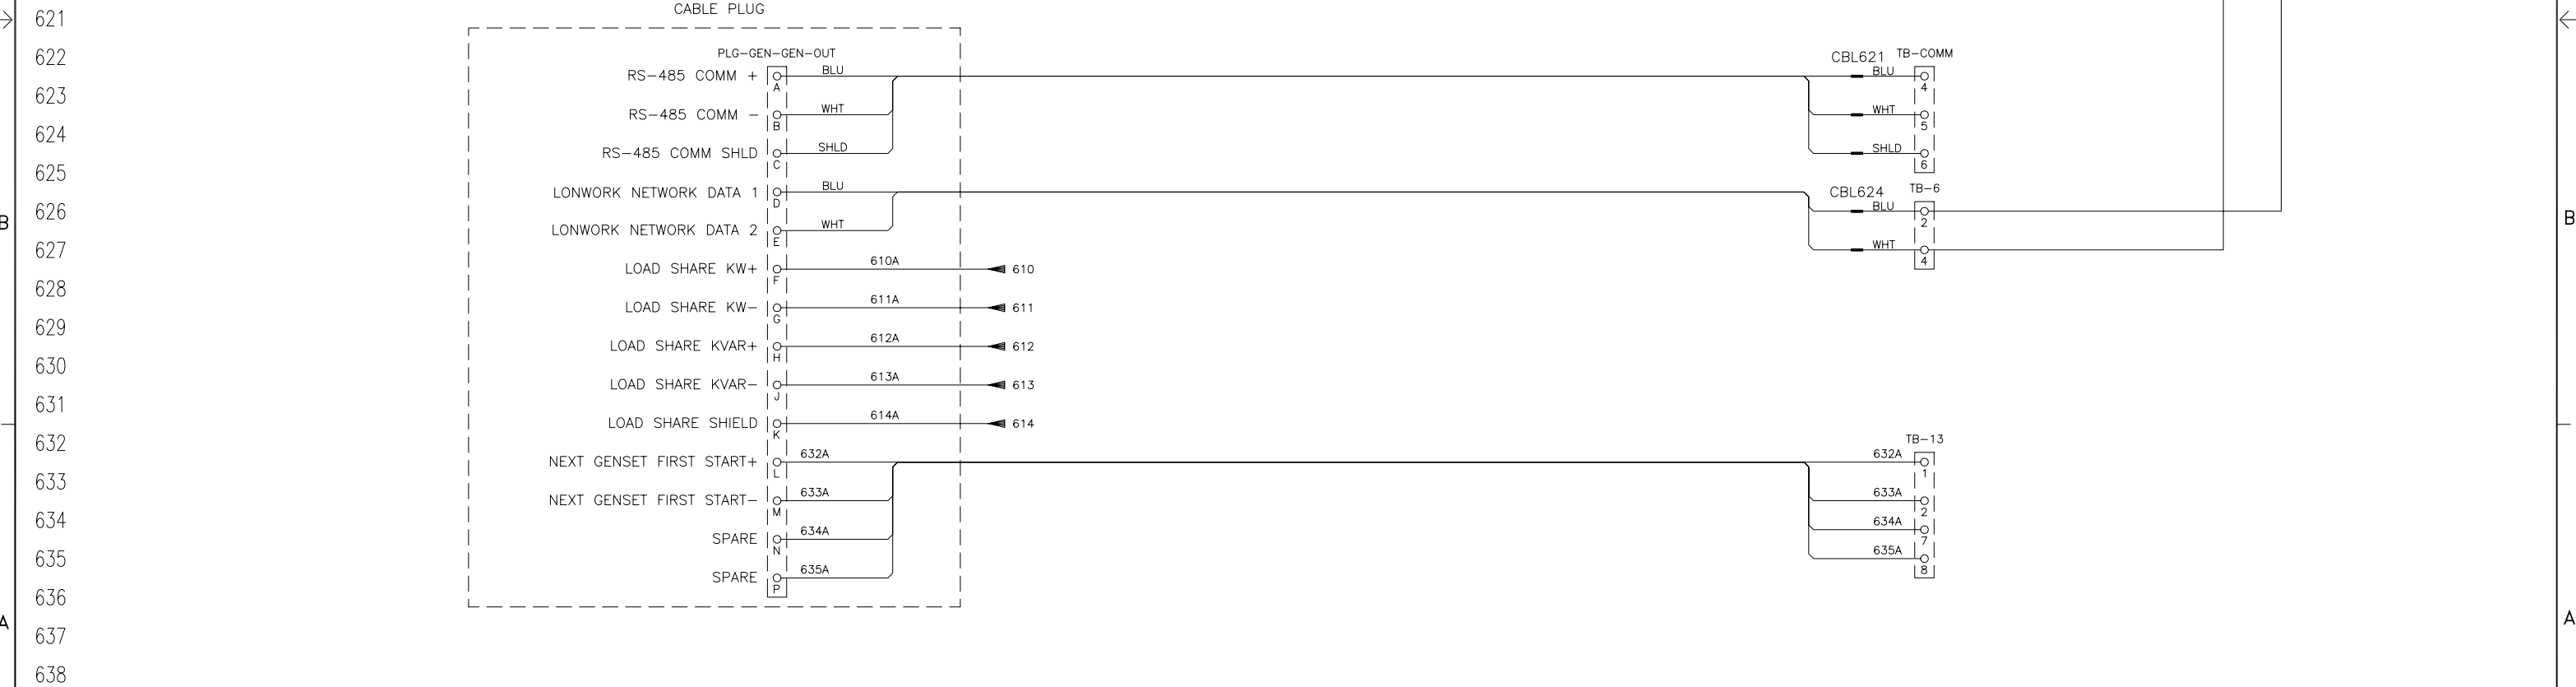 621
CABLE PLUG
622
PLG-GEN-GEN-OUT
CBL621 TB-COMM
RS-485 COMM + BLU BLU
A 4
623
RS-485 COMM - WHT WHT
B 5
624
RS-485 COMM SHLD SHLD SHLD
C 6
625
LONWORK NETWORK DATA 1 BLU CBL624 TB-6
D
626 BLU
B 2 B
LONWORK NETWORK DATA 2 WHT
E
627 WHT
4
LOAD SHARE KW+ 610A 610
F
628
LOAD SHARE KW- 611A 611
G
629
LOAD SHARE KVAR+ 612A 612
H
630
LOAD SHARE KVAR- 613A 613
J
631
LOAD SHARE SHIELD 614A 614
K
632 TB-13
NEXT GENSET FIRST START+ 632A 632A
L 1
633
NEXT GENSET FIRST START- 633A 633A
M 2
634
SPARE 634A 634A
N 7
635
SPARE 635A 635A
P 8
636
A A
637
638